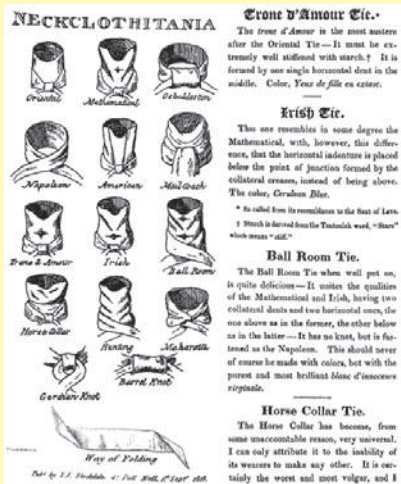 NECKCLOTHITANIA
Oriental
Mathematical
Osbaldeston
Napoleon
American
Mail Coach
Trone d'Amour
Irish
Ball Room
Horse Collar
Hunting
Maharatta
Gordian Knot
Barrel Knot
Way of Folding
Trone d'Amour Tie.*
The trone d'Amour is the most austere
after the Oriental Tie—It must be ex-
tremely well stiffened with starch.† It is
formed by one single horizontal dent in the
middle. Color, Yeux de fille en extase.
Irish Tie.
This one resembles in some degree the
Mathematical, with, however, this differ-
ence, that the horizontal indenture is placed
below the point of junction formed by the
collateral creases, instead of being above.
The color, Cerulean Blue.
* So called from its resemblance to the Seat of Love.
† Starch is derived from the Teutonick word, "Starc"
which means "stiff."
Ball Room Tie.
The Ball Room Tie when well put on,
is quite delicious—It unites the qualities
of the Mathematical and Irish, having two
collateral dents and two horizontal ones, the
one above as in the former, the other below
as in the latter—It has no knot, but is fas-
tened as the Napoleon. This should never
of course be made with colors, but with the
purest and most brilliant blanc d'innocence
virginale.
Horse Collar Tie.
The Horse Collar has become, from
some unaccountable reason, very universal.
I can only attribute it to the inability of
its wearers to make any other. It is cer-
tainly the worst and most vulgar, and I